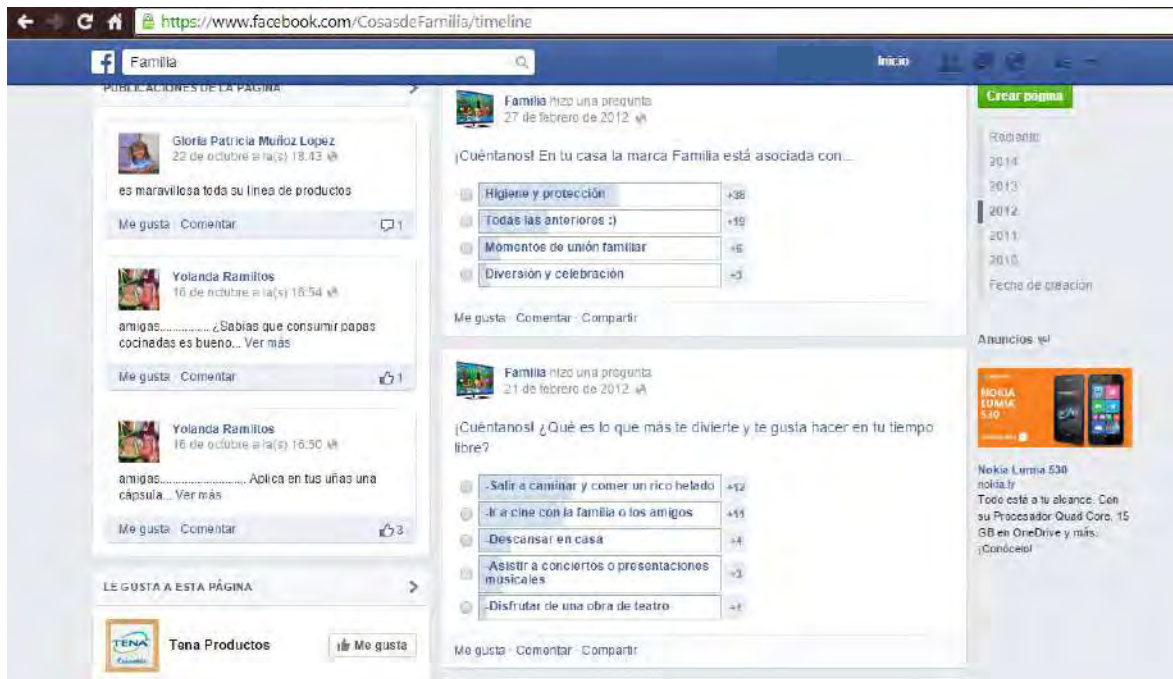 https://www.facebook.com/CosasdeFamilia/timeline
Familia
Inicio
PUBLICACIONES DE LA PÁGINA
Gloria Patricia Muñoz Lopez
22 de octubre a la(s) 18:43
es maravillosa toda su linea de productos
Me gusta · Comentar
1
Yolanda Ramiitos
16 de octubre a la(s) 16:54
amigas................ ¿Sabías que consumir papas
cocinadas es bueno... Ver más
Me gusta · Comentar
1
Yolanda Ramiitos
16 de octubre a la(s) 16:50
amigas........................... Aplica en tus uñas una
cápsula... Ver más
Me gusta · Comentar
3
LE GUSTA A ESTA PÁGINA
TENA
Tena Productos
Me gusta
Familia hizo una pregunta
27 de febrero de 2012
¡Cuéntanos! En tu casa la marca Familia está asociada con...
Higiene y protección +38
Todas las anteriores :) +19
Momentos de unión familiar
Diversión y celebración +3
Me gusta · Comentar · Compartir
Familia hizo una pregunta
21 de febrero de 2012
¡Cuéntanos! ¿Qué es lo que más te divierte y te gusta hacer en tu tiempo
libre?
-Salir a caminar y comer un rico helado +12
-Ir a cine con la familia o los amigos +11
-Descansar en casa +4
-Asistir a conciertos o presentaciones
musicales +3
-Disfrutar de una obra de teatro +1
Me gusta · Comentar · Compartir
Crear página
Reciente
2014
2013
2012
2011
2010
Fecha de creación
Anuncios
NOKIA
LUMIA
530
Nokia Lumia 530
Todo está a tu alcance. Con
su Procesador Quad Core, 15
GB en OneDrive y más.
¡Conócelo!